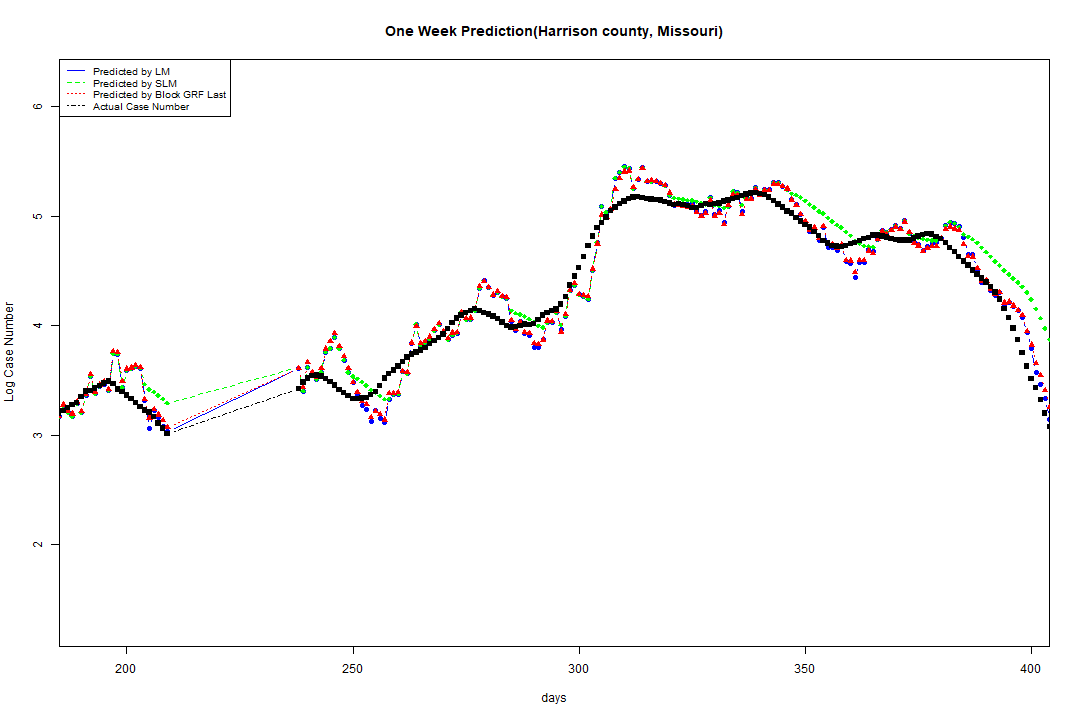 One Week Prediction(Harrison county, Missouri)
Predicted by LM
Predicted by SLM
Predicted by Block GRF Last
Actual Case Number
6
5
4
3
2
Log Case Number
200
250
300
350
400
days